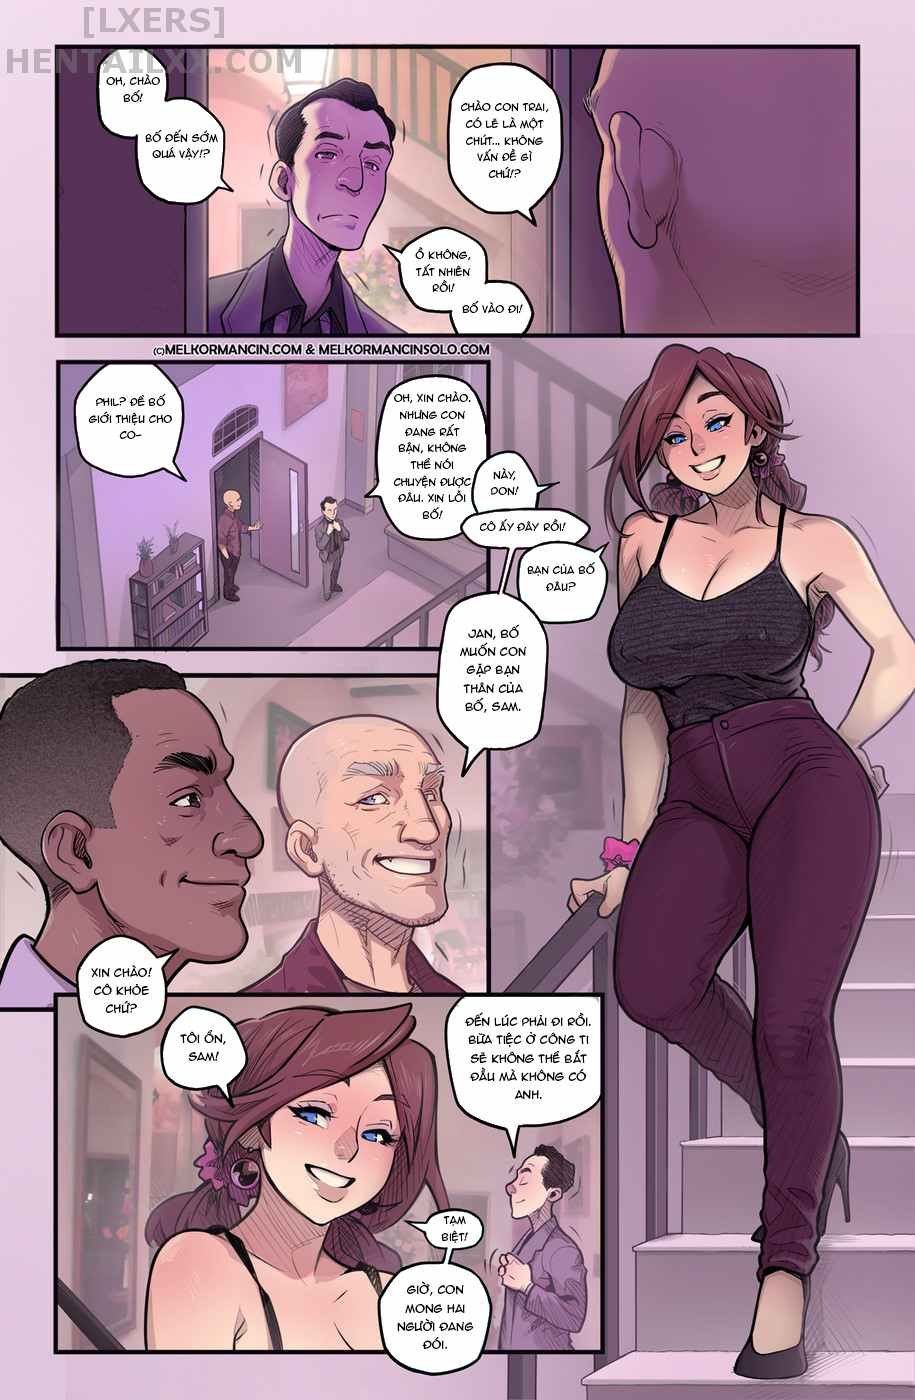 [LXERS]
HENTAILXX.COM
OH, CHÀO
BỐ!
BỐ ĐẾN SỚM
QUÁ VẬY!?
CHÀO CON TRAI,
CÓ LẼ LÀ MỘT
CHÚT... KHÔNG
VẤN ĐỀ GÌ
CHỨ!?
Ồ KHÔNG,
TẤT NHIÊN
RỒI!
BỐ VÀO ĐI!
(C)MELKORMANCIN.COM & MELKORMANCINSOLO.COM
PHIL? ĐỂ BỐ
GIỚI THIỆU CHO
CO-
OH, XIN CHÀO.
NHƯNG CON
ĐANG RẤT
BẬN, KHÔNG
THỂ NÓI
CHUYỆN ĐƯỢC
ĐÂU. XIN LỖI
BỐ!
NÀY,
DON!
CÔ ẤY ĐÂY RỒI!
BẠN CỦA BỐ
ĐÂU?
JAN, BỐ
MUỐN CON
GẶP BẠN
THÂN CỦA
BỐ, SAM.
XIN CHÀO!
CÔ KHỎE
CHỨ?
TÔI ỔN,
SAM!
ĐẾN LÚC PHẢI ĐI RỒI.
BỮA TIỆC Ở CÔNG TI
SẼ KHÔNG THỂ BẮT
ĐẦU MÀ KHÔNG CÓ
ANH.
TẠM
BIỆT!
GIỜ, CON
MONG HAI
NGƯỜI ĐANG
ĐÓI.